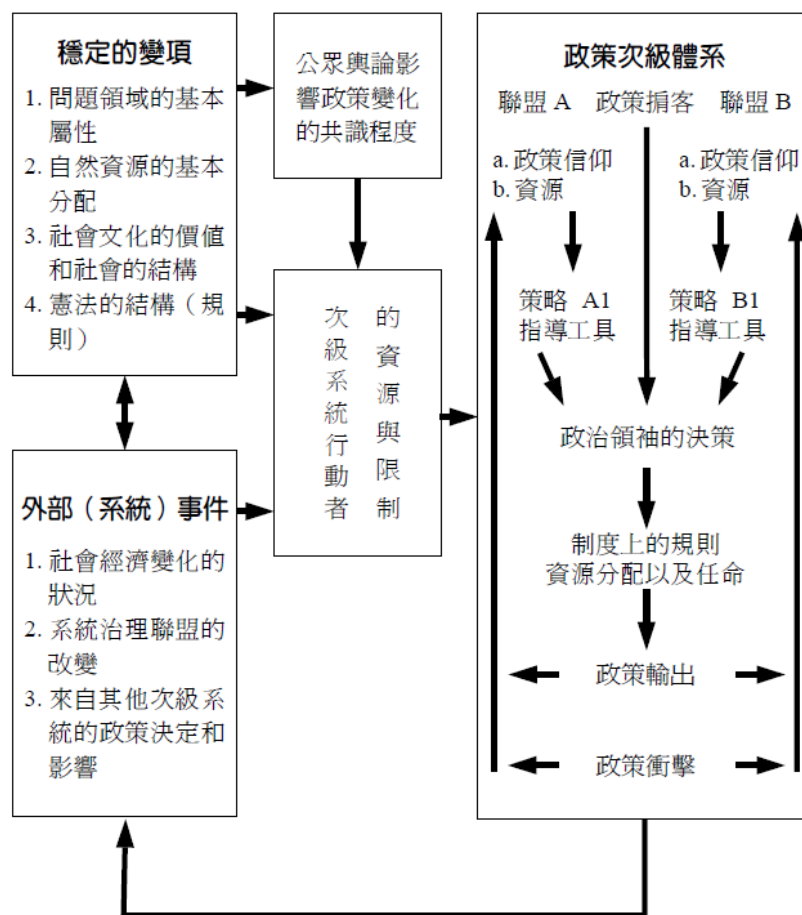 穩定的變項
1. 問題領域的基本
屬性
2. 自然資源的基本
分配
3. 社會文化的價值
和社會的結構
4. 憲法的結構（規
則）
外部（系統）事件
1. 社會經濟變化的
狀況
2. 系統治理聯盟的
改變
3. 來自其他次級系
統的政策決定和
影響
公眾輿論影
響政策變化
的共識程度
次級系統行動者
的資源與限制
政策次級體系
聯盟 A 政策掮客 聯盟 B
a. 政策信仰
b. 資源
a. 政策信仰
b. 資源
策略 A1
指導工具
策略 B1
指導工具
政治領袖的決策
制度上的規則
資源分配以及任命
政策輸出
政策衝擊